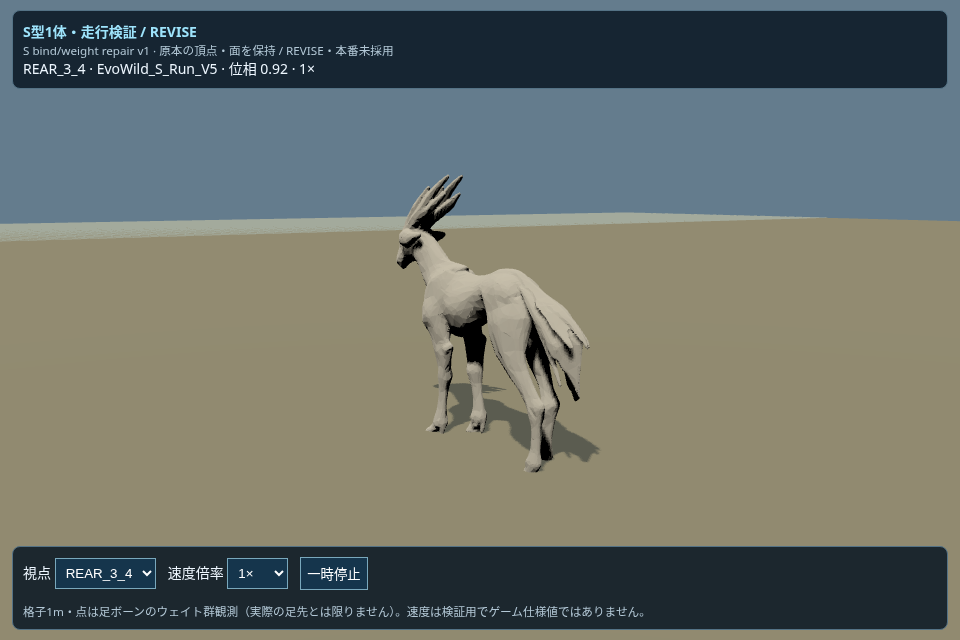 S型1体・走行検証 / REVISE
S bind/weight repair v1 · 原本の頂点・面を保持 / REVISE・本番未採用
REAR_3_4 · EvoWild_S_Run_V5 · 位相 0.92 · 1×
視点 REAR_3_4 速度倍率 1× 一時停止
格子1m・点は足ボーンのウェイト群観測（実際の足先とは限りません）。速度は検証用でゲーム仕様値ではありません。